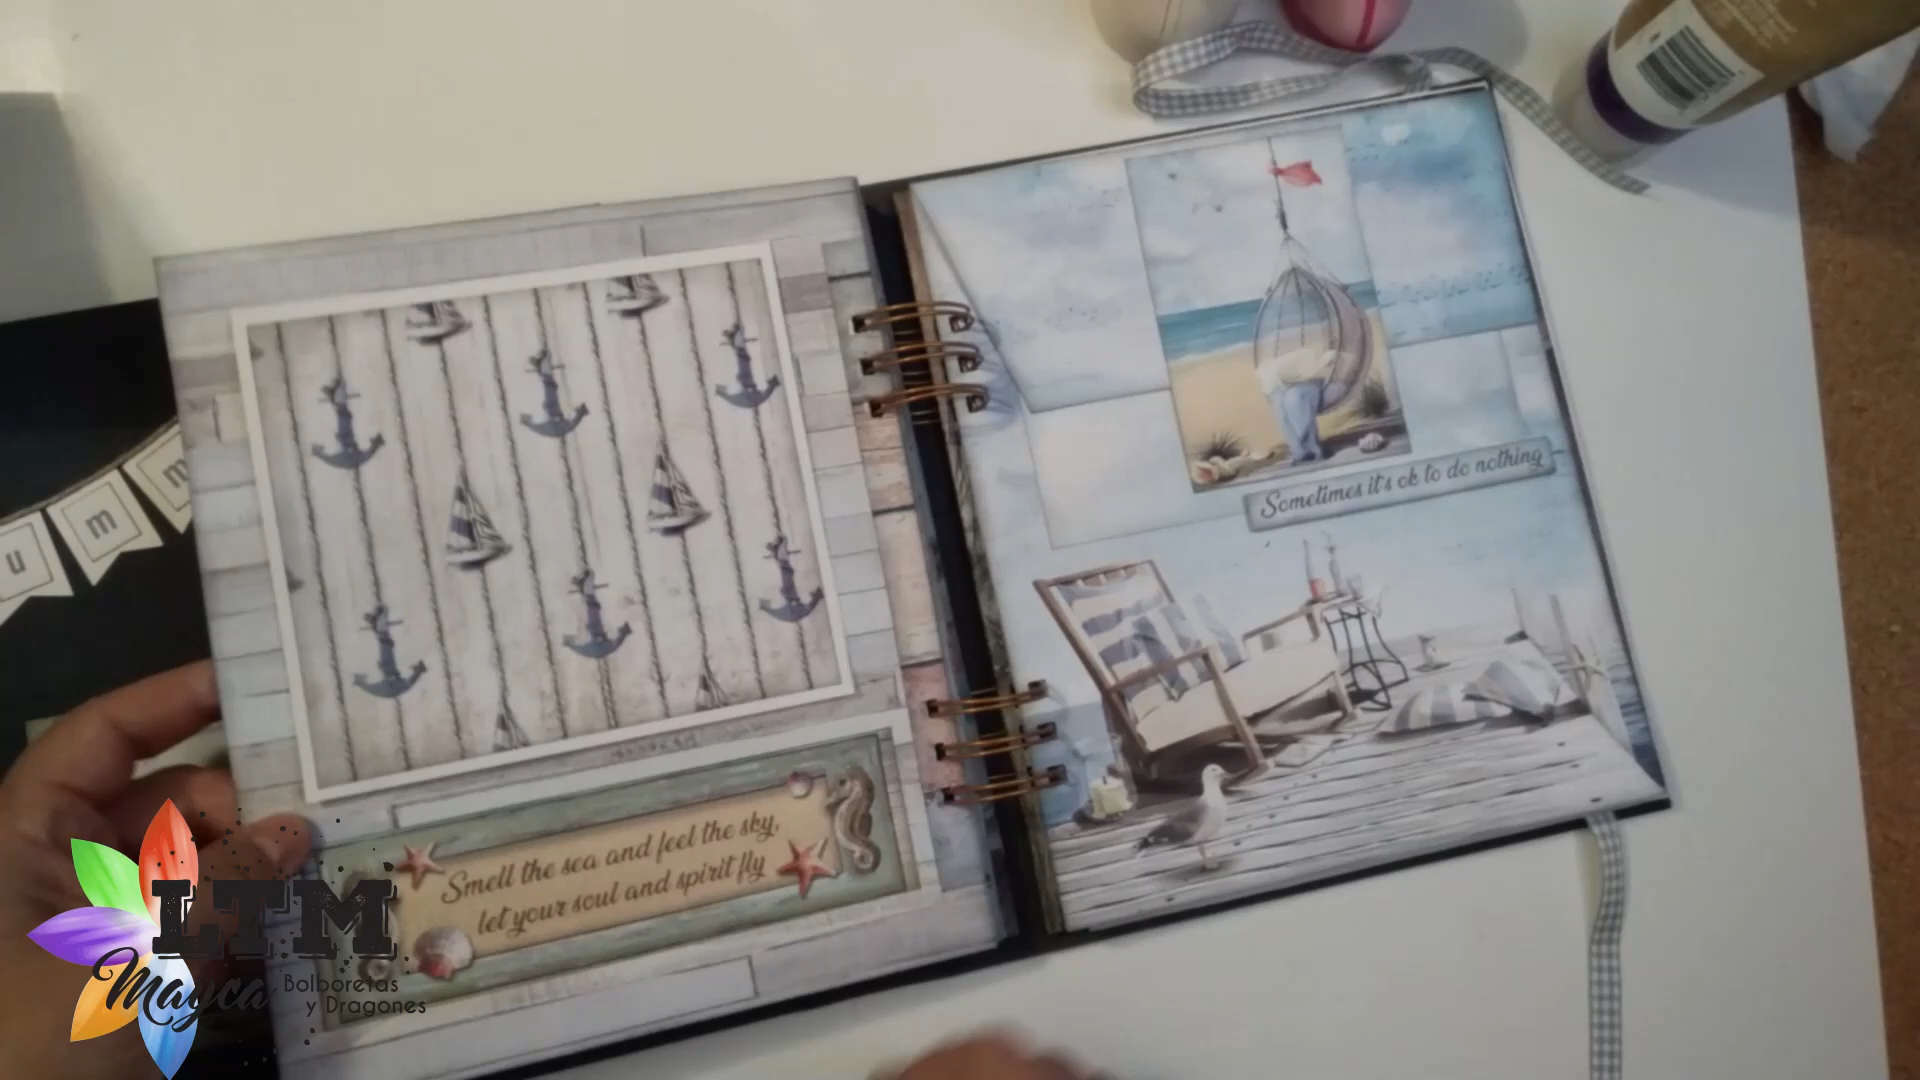 u
m
m
Sometimes it's ok to do nothing
Smell the sea and feel the sky,
let your soul and spirit fly
LTM
Mayca
Bolboretas
y Dragones